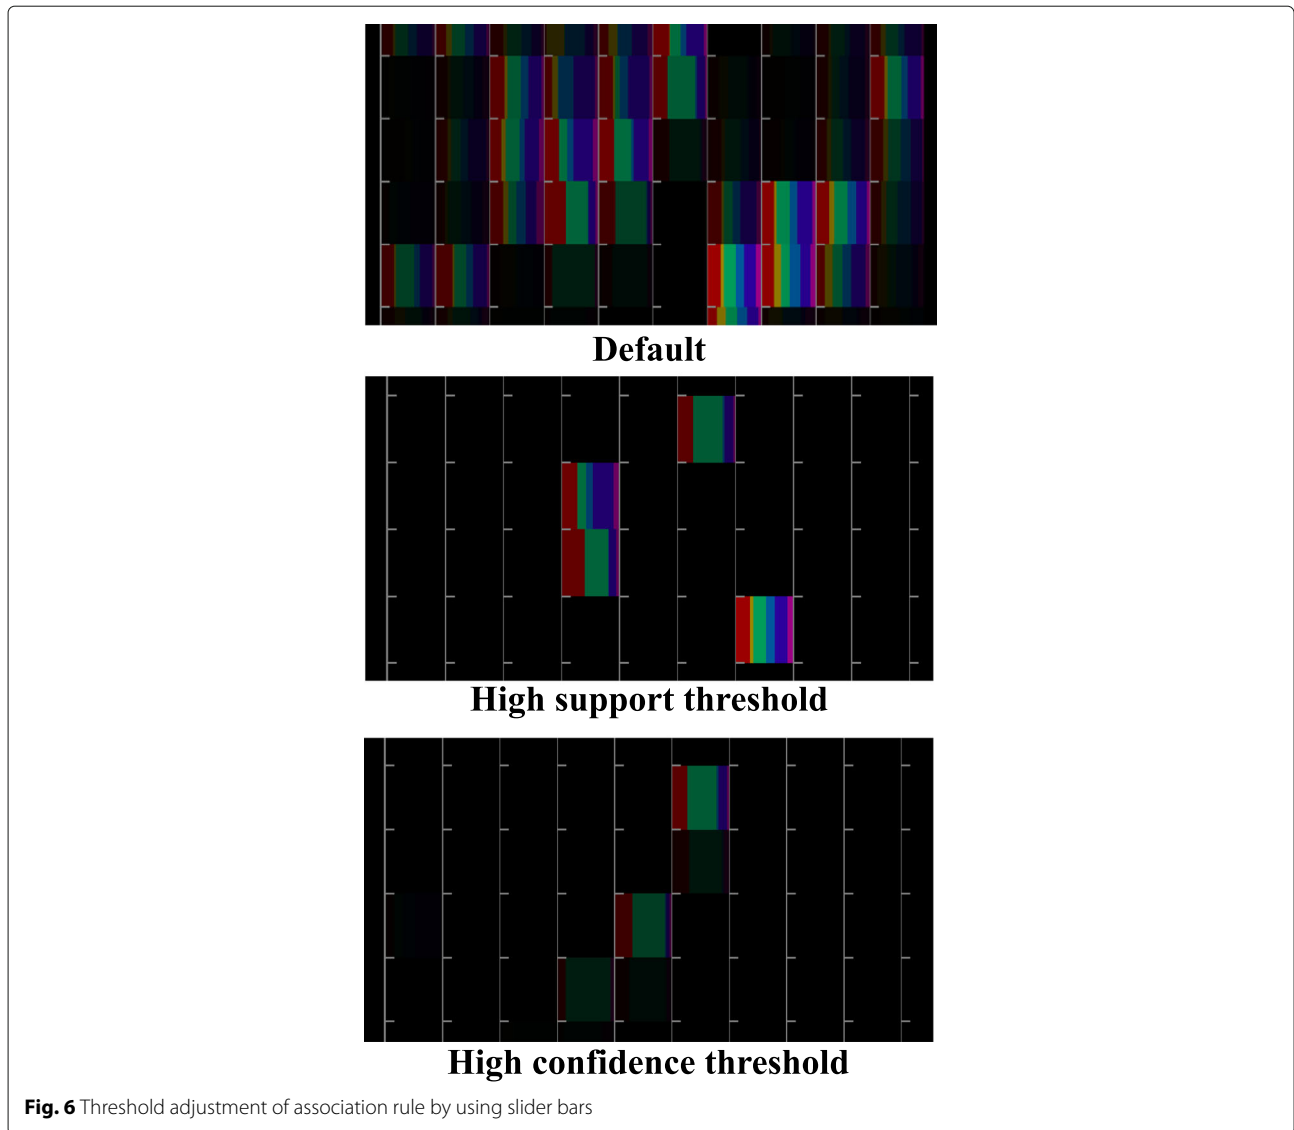 Default
High support threshold
High confidence threshold
Fig. 6 Threshold adjustment of association rule by using slider bars